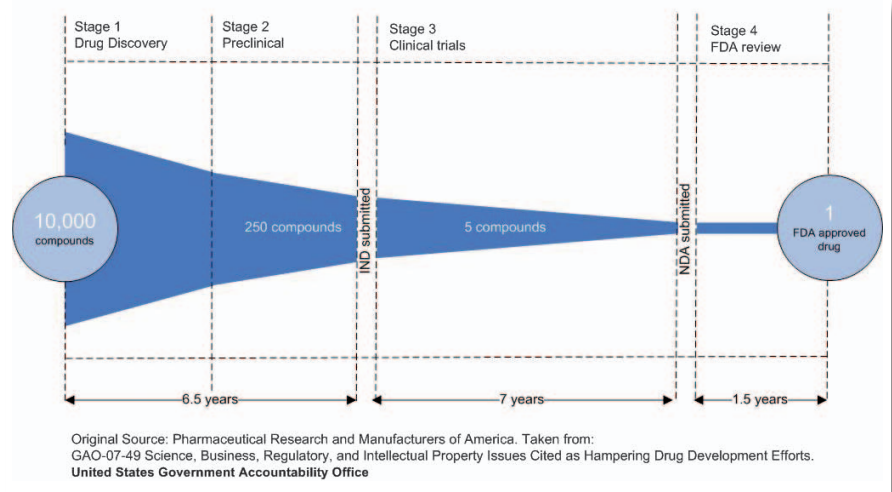 Stage 1
Drug Discovery
Stage 2
Preclinical
Stage 3
Clinical trials
Stage 4
FDA review
10,000
compounds
250 compounds
IND submitted
5 compounds
NDA submitted
1
FDA approved
drug
6.5 years
7 years
1.5 years
Original Source: Pharmaceutical Research and Manufacturers of America. Taken from:
GAO-07-49 Science, Business, Regulatory, and Intellectual Property Issues Cited as Hampering Drug Development Efforts.
United States Government Accountability Office